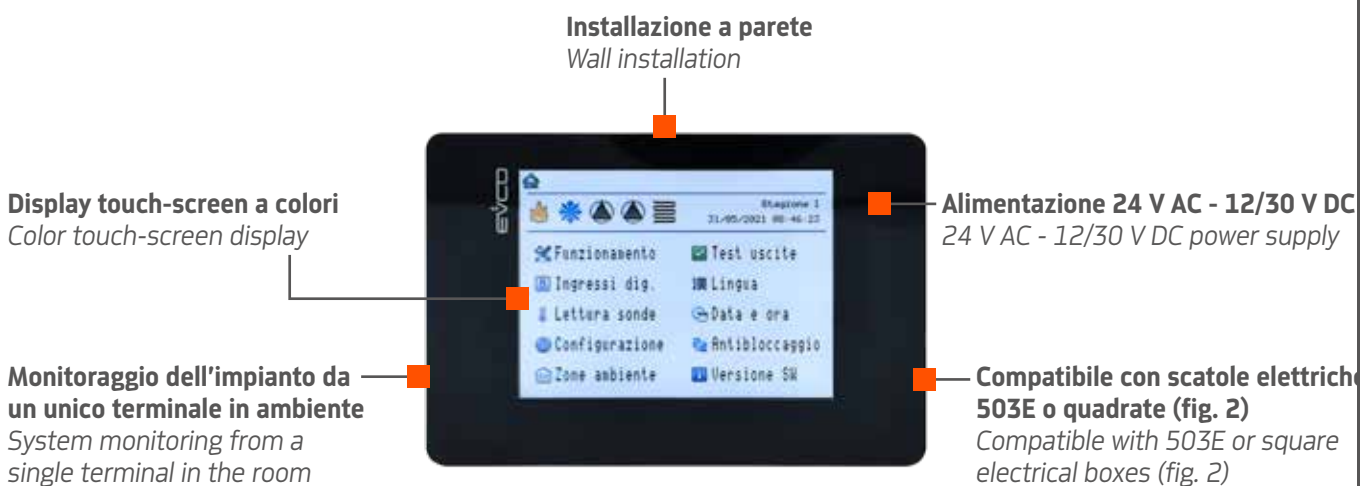 Installazione a parete
Wall installation
Display touch-screen a colori
Color touch-screen display
Monitoraggio dell'impianto da
un unico terminale in ambiente
System monitoring from a
single terminal in the room
EVCO
Stagione 1
31/05/2021 08:46:23
Funzionamento
Test uscite
Ingressi dig.
Lingua
Lettura sonde
Data e ora
Configurazione
Antibloccaggio
Zone ambiente
Versione SW
Alimentazione 24 V AC - 12/30 V DC
24 V AC - 12/30 V DC power supply
Compatibile con scatole elettriche
503E o quadrate (fig. 2)
Compatible with 503E or square
electrical boxes (fig. 2)